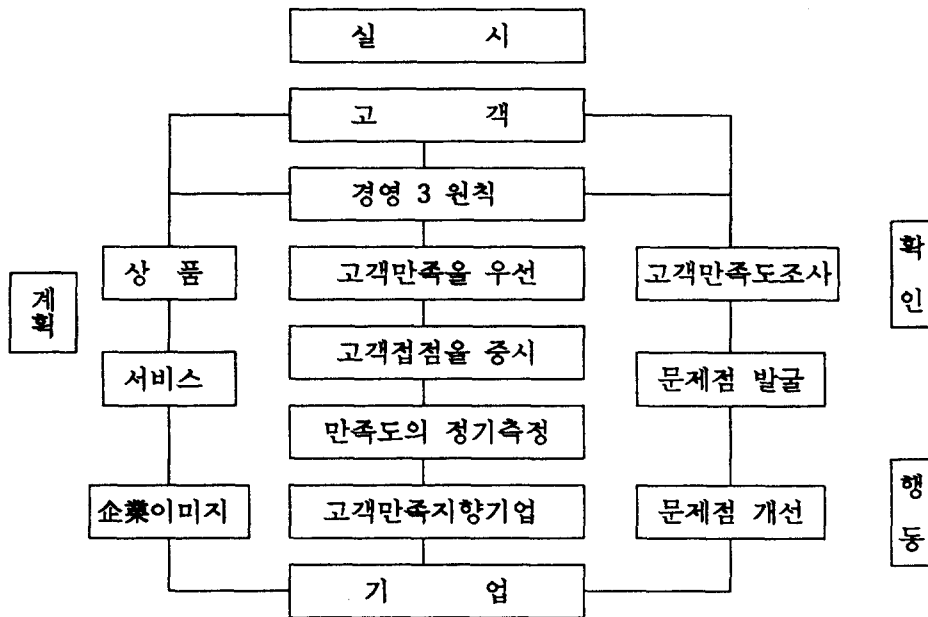 실 시
고 객
경영 3 원칙
상 품
고객만족을 우선
고객만족도조사
확
인
계
획
고객접점을 중시
서비스
문제점 발굴
만족도의 정기측정
企業이미지
고객만족지향기업
문제점 개선
행
동
기 업